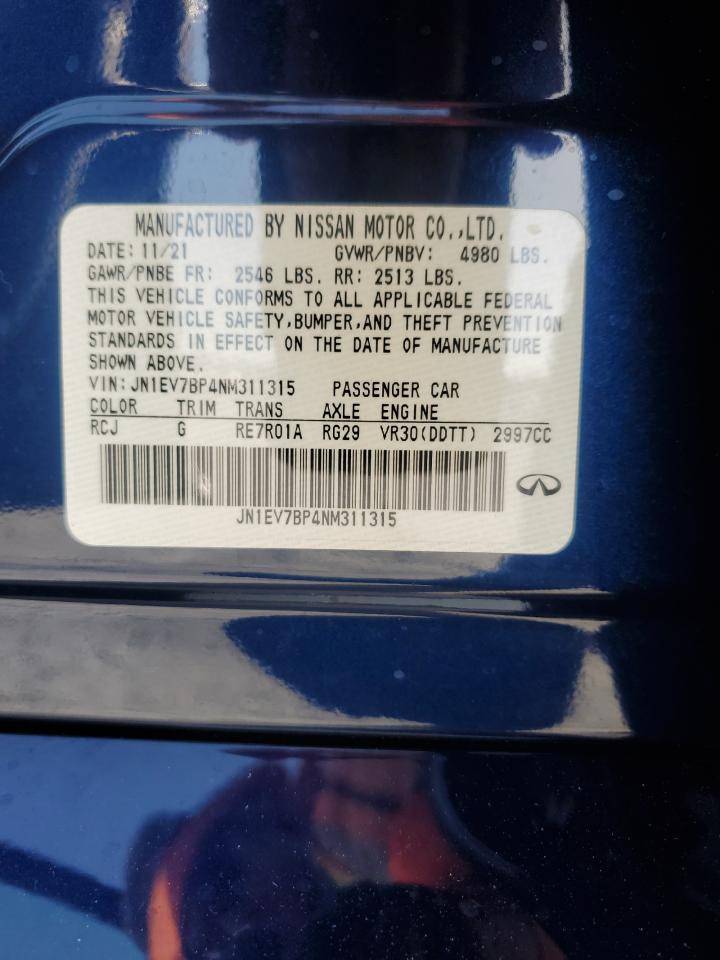 MANUFACTURED BY NISSAN MOTOR CO.,LTD.
DATE: 11/21 GVWR/PNBV: 4980 LBS.
GAWR/PNBE FR: 2546 LBS. RR: 2513 LBS.
THIS VEHICLE CONFORMS TO ALL APPLICABLE FEDERAL
MOTOR VEHICLE SAFETY,BUMPER,AND THEFT PREVENTION
STANDARDS IN EFFECT ON THE DATE OF MANUFACTURE
SHOWN ABOVE.
VIN: JN1EV7BP4NM311315 PASSENGER CAR
COLOR TRIM TRANS AXLE ENGINE
RCJ G RE7R01A RG29 VR30(DDTT) 2997CC
JN1EV7BP4NM311315